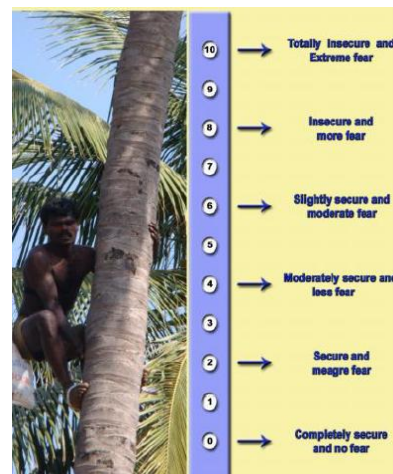 10
Totally insecure and
Extreme fear
9
8
Insecure and
more fear
7
6
Slightly secure and
moderate fear
5
4
Moderately secure and
less fear
3
2
Secure and
meagre fear
1
0
Completely secure
and no fear